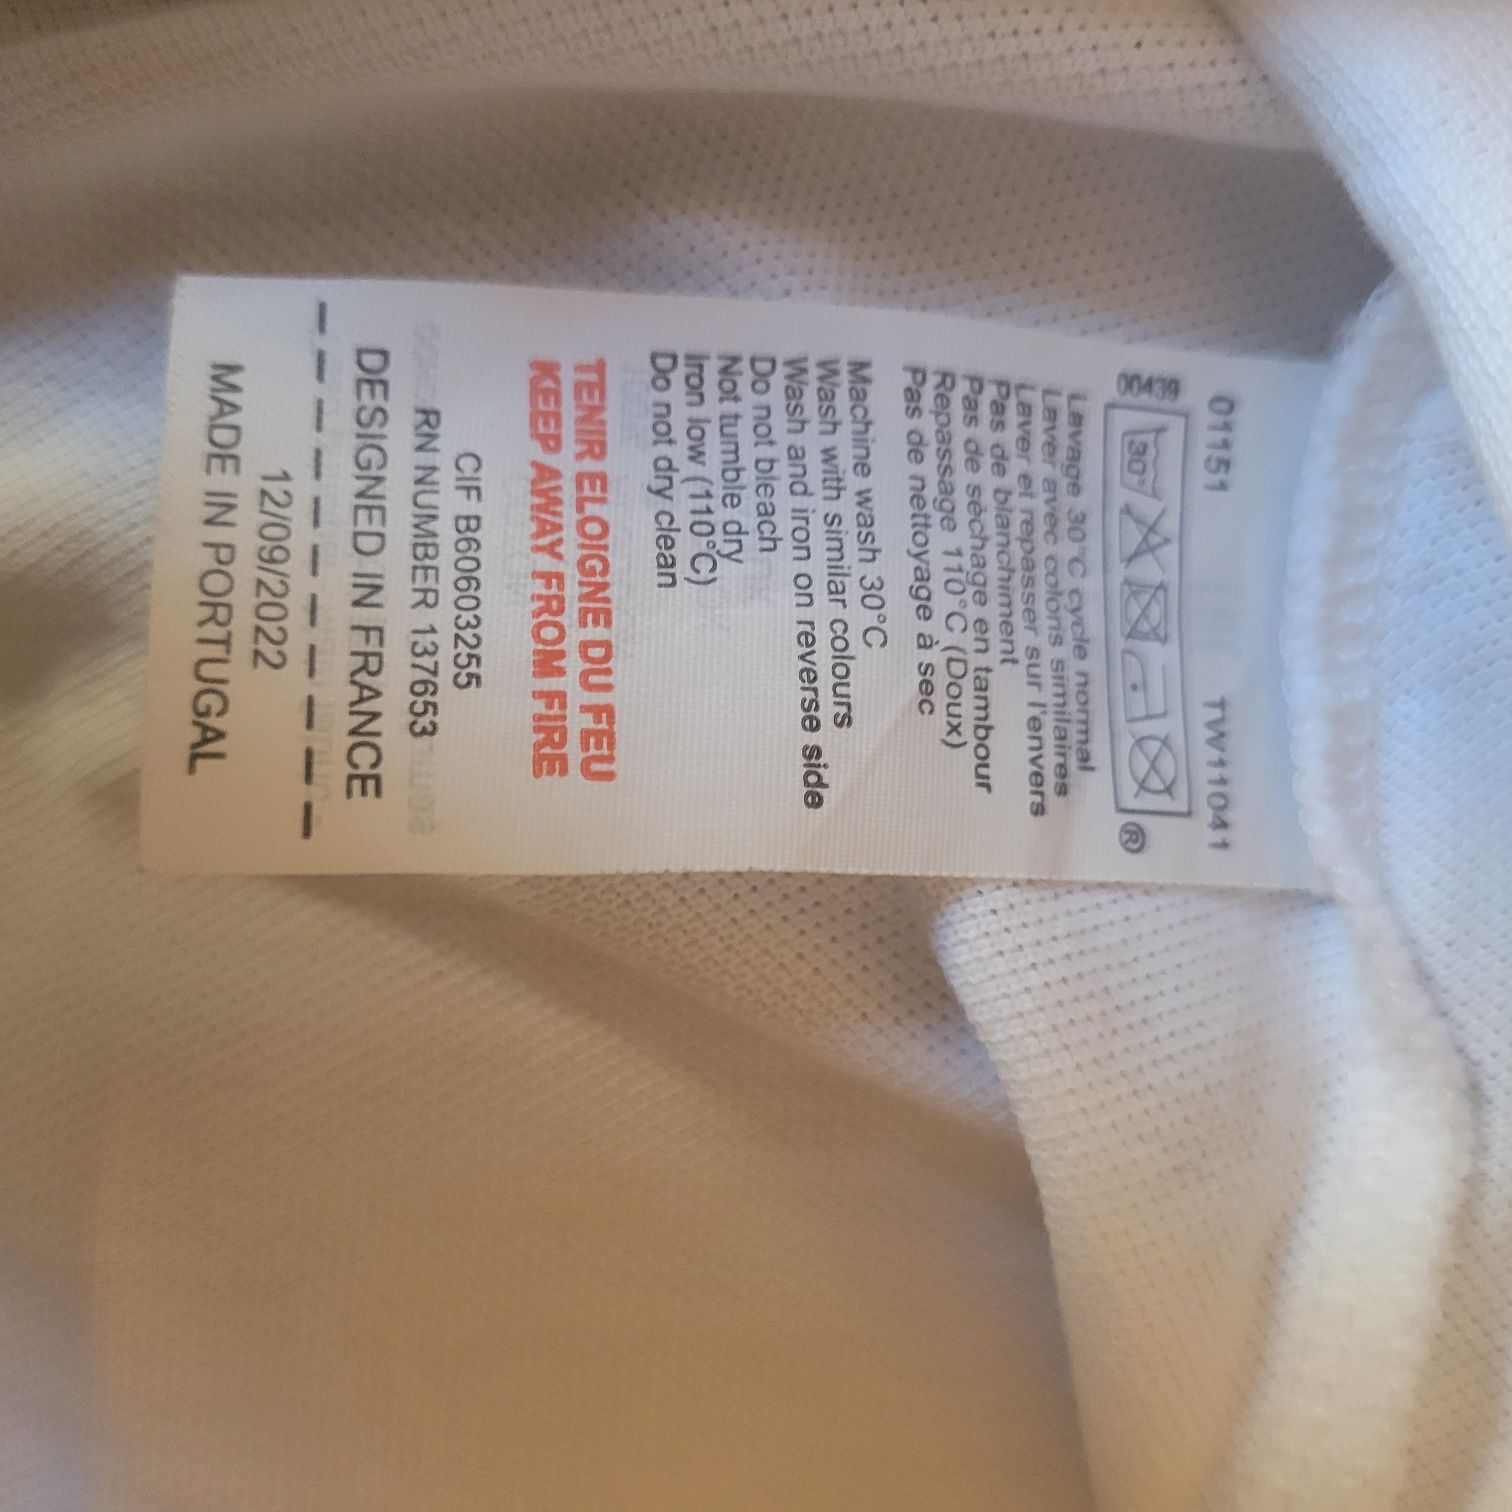 01151 TW11041
30°
®
Lavage 30°C cycle normal
Laver avec colons similaires
Laver et repasser sur l'envers
Pas de blanchiment
Pas de séchage en tambour
Repassage 110°C (Doux)
Pas de nettoyage à sec
Machine wash 30°C
Wash with similar colours
Wash and iron on reverse side
Do not bleach
Not tumble dry
Iron low (110°C)
Do not dry clean
TENIR ELOIGNE DU FEU
KEEP AWAY FROM FIRE
CIF B60603255
RN NUMBER 137653
DESIGNED IN FRANCE
12/09/2022
MADE IN PORTUGAL